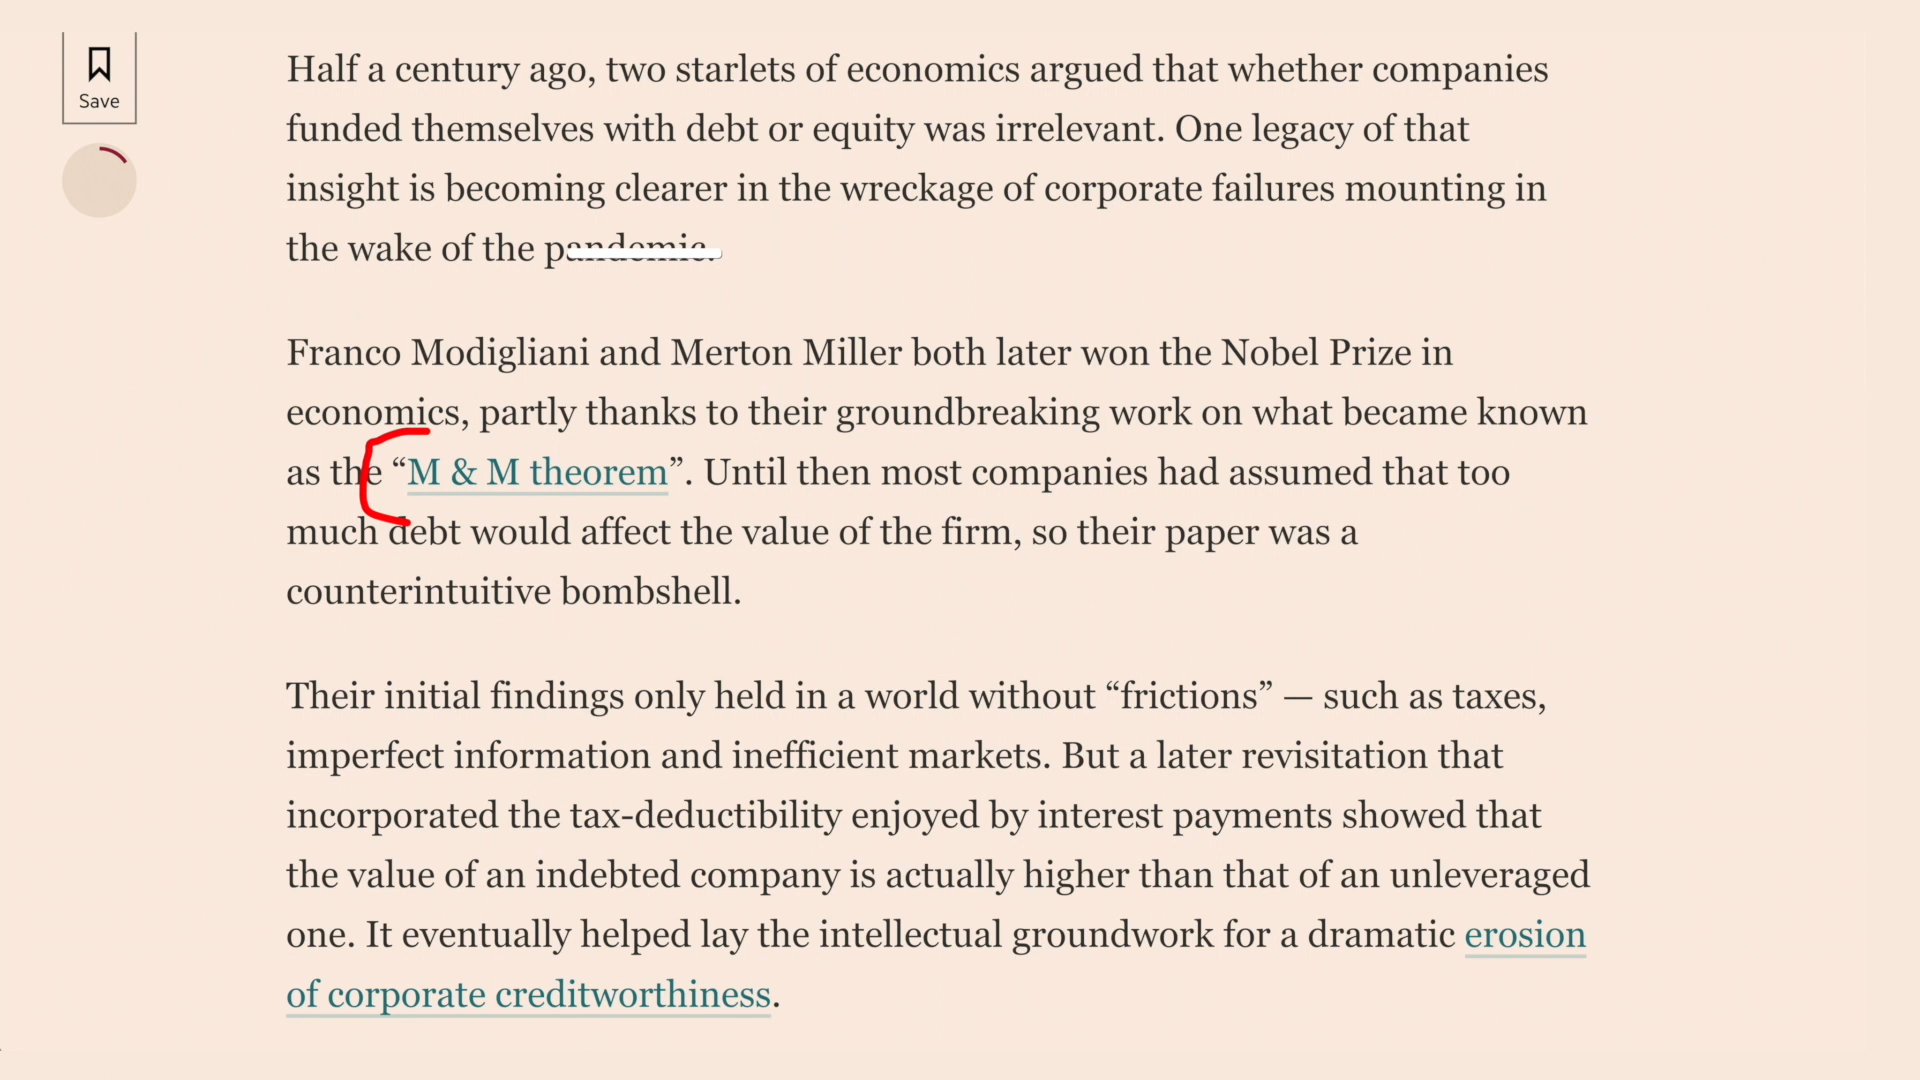 Save
Half a century ago, two starlets of economics argued that whether companies
funded themselves with debt or equity was irrelevant. One legacy of that
insight is becoming clearer in the wreckage of corporate failures mounting in
the wake of the pandemic.
Franco Modigliani and Merton Miller both later won the Nobel Prize in
economics, partly thanks to their groundbreaking work on what became known
as the “M & M theorem”. Until then most companies had assumed that too
much debt would affect the value of the firm, so their paper was a
counterintuitive bombshell.
Their initial findings only held in a world without “frictions” — such as taxes,
imperfect information and inefficient markets. But a later revisitation that
incorporated the tax-deductibility enjoyed by interest payments showed that
the value of an indebted company is actually higher than that of an unleveraged
one. It eventually helped lay the intellectual groundwork for a dramatic erosion
of corporate creditworthiness.